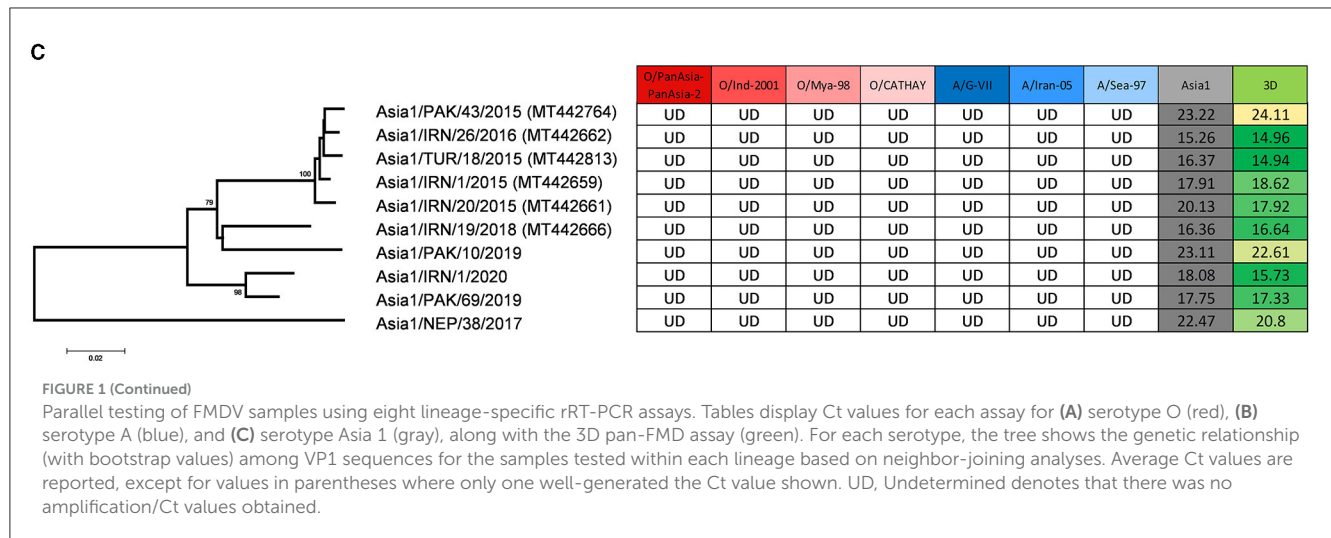 C
O/PanAsia-PanAsia-2 O/Ind-2001 O/Mya-98 O/CATHAY A/G-VII A/Iran-05 A/Sea-97 Asia1 3D
Asia1/PAK/43/2015 (MT442764) UD UD UD UD UD UD UD 23.22 24.11
Asia1/IRN/26/2016 (MT442662) UD UD UD UD UD UD UD 15.26 14.96
Asia1/TUR/18/2015 (MT442813) UD UD UD UD UD UD UD 16.37 14.94
100
Asia1/IRN/1/2015 (MT442659) UD UD UD UD UD UD UD 17.91 18.62
Asia1/IRN/20/2015 (MT442661) UD UD UD UD UD UD UD 20.13 17.92
79
Asia1/IRN/19/2018 (MT442666) UD UD UD UD UD UD UD 16.36 16.64
Asia1/PAK/10/2019 UD UD UD UD UD UD UD 23.11 22.61
Asia1/IRN/1/2020 UD UD UD UD UD UD UD 18.08 15.73
98
Asia1/PAK/69/2019 UD UD UD UD UD UD UD 17.75 17.33
Asia1/NEP/38/2017 UD UD UD UD UD UD UD 22.47 20.8
0.02
FIGURE 1 (Continued)
Parallel testing of FMDV samples using eight lineage-specific rRT-PCR assays. Tables display Ct values for each assay for (A) serotype O (red), (B)
serotype A (blue), and (C) serotype Asia 1 (gray), along with the 3D pan-FMD assay (green). For each serotype, the tree shows the genetic relationship
(with bootstrap values) among VP1 sequences for the samples tested within each lineage based on neighbor-joining analyses. Average Ct values are
reported, except for values in parentheses where only one well-generated the Ct value shown. UD, Undetermined denotes that there was no
amplification/Ct values obtained.